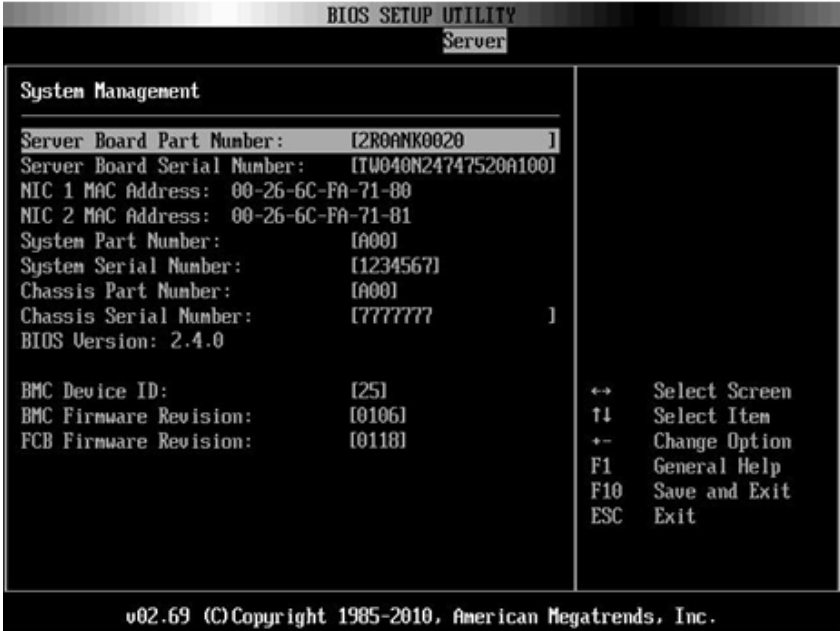 BIOS SETUP UTILITY
Server
System Management
Server Board Part Number: [2R0ANK0020 ]
Server Board Serial Number: [TW040N24747520A100]
NIC 1 MAC Address: 00-26-6C-FA-71-80
NIC 2 MAC Address: 00-26-6C-FA-71-81
System Part Number: [A00]
System Serial Number: [1234567]
Chassis Part Number: [A00]
Chassis Serial Number: [7777777 ]
BIOS Version: 2.4.0
BMC Device ID: [25]
BMC Firmware Revision: [0106]
FCB Firmware Revision: [0118]
↔ Select Screen
↑↓ Select Item
+- Change Option
F1 General Help
F10 Save and Exit
ESC Exit
v02.69 (C)Copyright 1985-2010, American Megatrends, Inc.